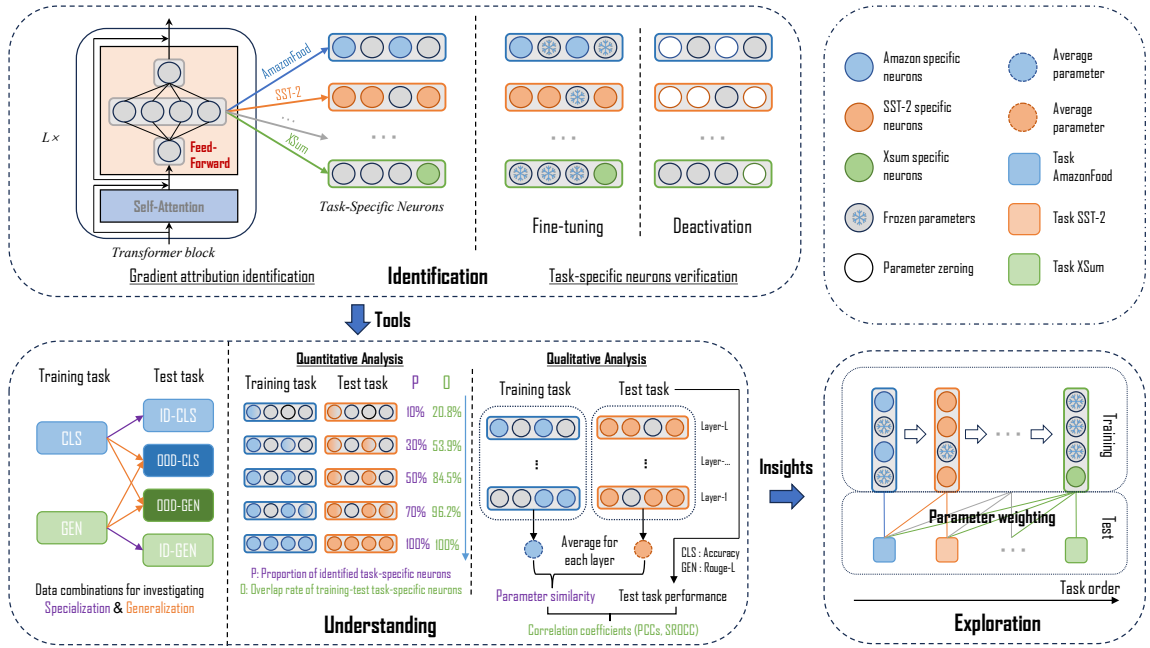 L×
Feed-
Forward
Self-Attention
Transformer block
AmazonFood
SST-2
...
XSum
...
Task-Specific Neurons
...
Fine-tuning
...
Deactivation
Gradient attribution identification
Identification
Task-specific neurons verification
Amazon specific
neurons
Average
parameter
SST-2 specific
neurons
Average
parameter
Xsum specific
neurons
Task
AmazonFood
Frozen parameters
Task SST-2
Parameter zeroing
Task XSum
Tools
Training task
Test task
CLS
GEN
ID-CLS
OOD-CLS
OOD-GEN
ID-GEN
Data combinations for investigating
Specialization & Generalization
Quantitative Analysis
Training task
Test task
P
O
10% 20.8%
30% 53.9%
50% 84.5%
70% 96.2%
100% 100%
P: Proportion of identified task-specific neurons
O: Overlap rate of training-test task-specific neurons
Understanding
Qualitative Analysis
Training task
Test task
Layer-L
Layer-...
Layer-1
Average for
each layer
CLS : Accuracy
GEN : Rouge-L
Parameter similarity
Test task performance
Correlation coefficients (PCCs, SROCC)
Insights
...
Training
Parameter weighting
...
Test
Task order
Exploration